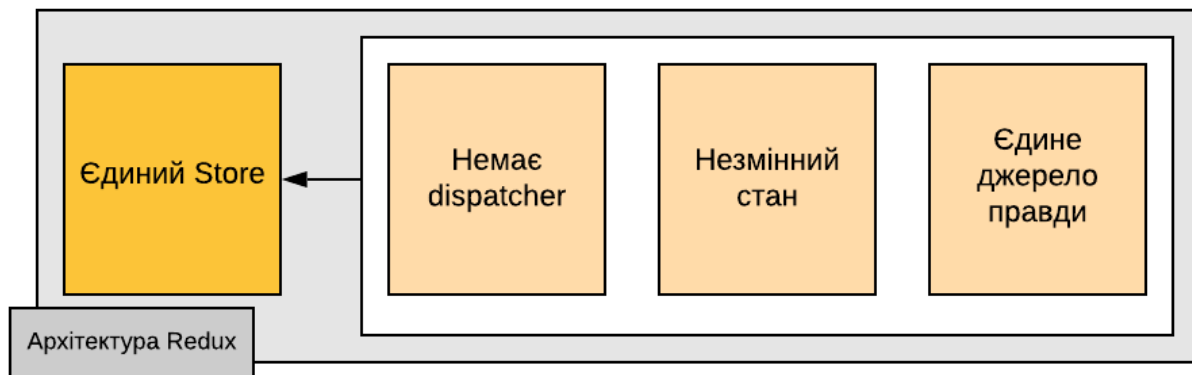 Єдиний Store
Немає
dispatcher
Незмінний
стан
Єдине
джерело
правди
Архітектура Redux